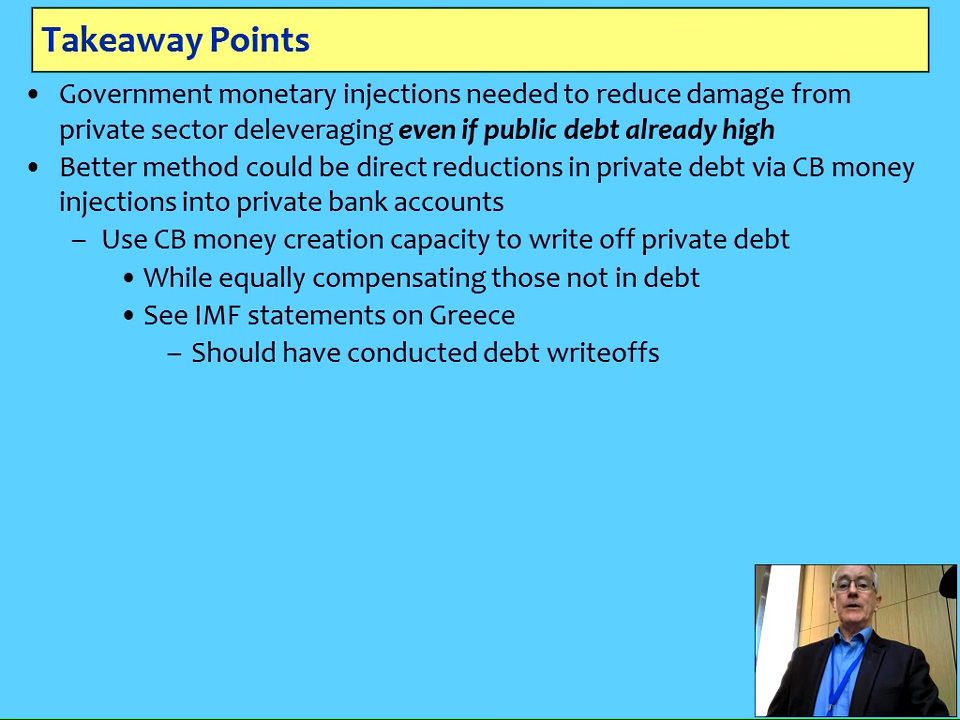 Takeaway Points
• Government monetary injections needed to reduce damage from
private sector deleveraging even if public debt already high
• Better method could be direct reductions in private debt via CB money
injections into private bank accounts
– Use CB money creation capacity to write off private debt
• While equally compensating those not in debt
• See IMF statements on Greece
– Should have conducted debt writeoffs